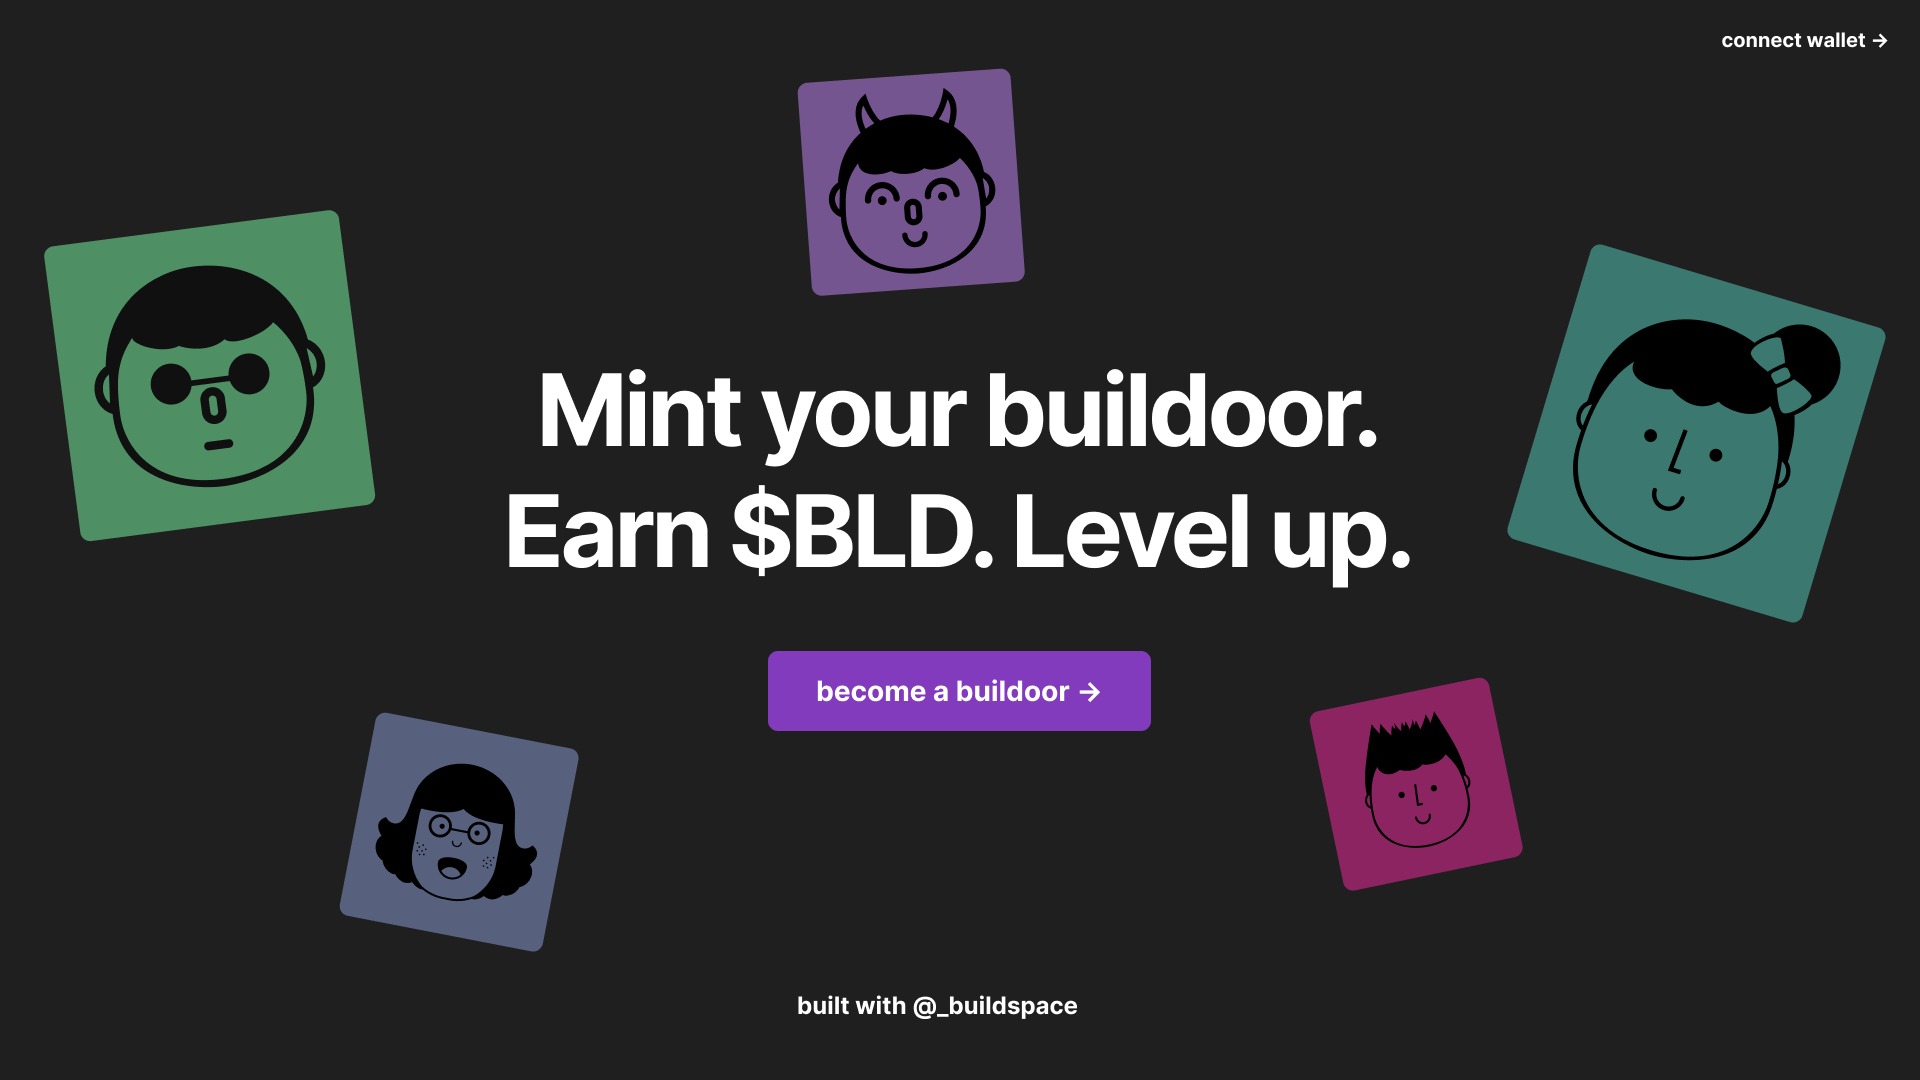 connect wallet →
Mint your buildoor.
Earn $BLD. Level up.
become a buildoor →
built with @_buildspace